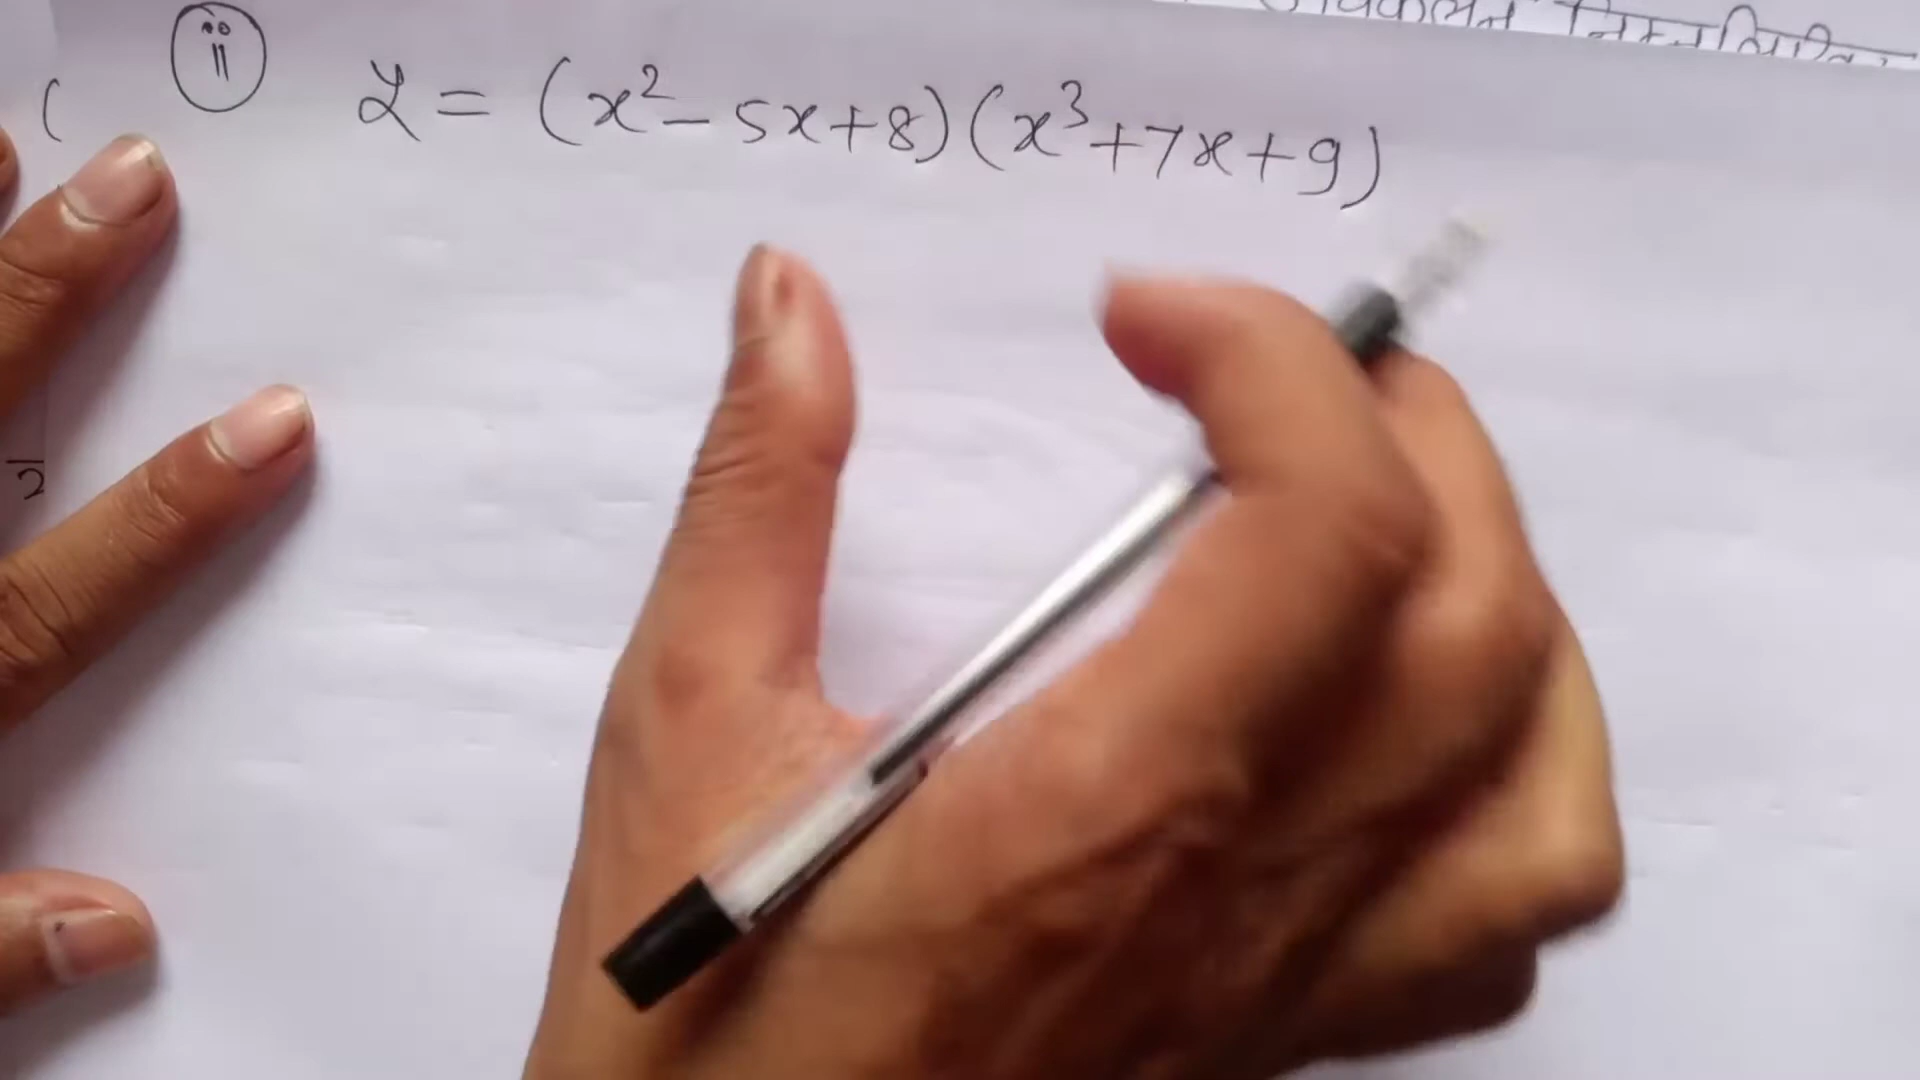 ii y = (x² - 5x + 8)(x³ + 7x + 9)